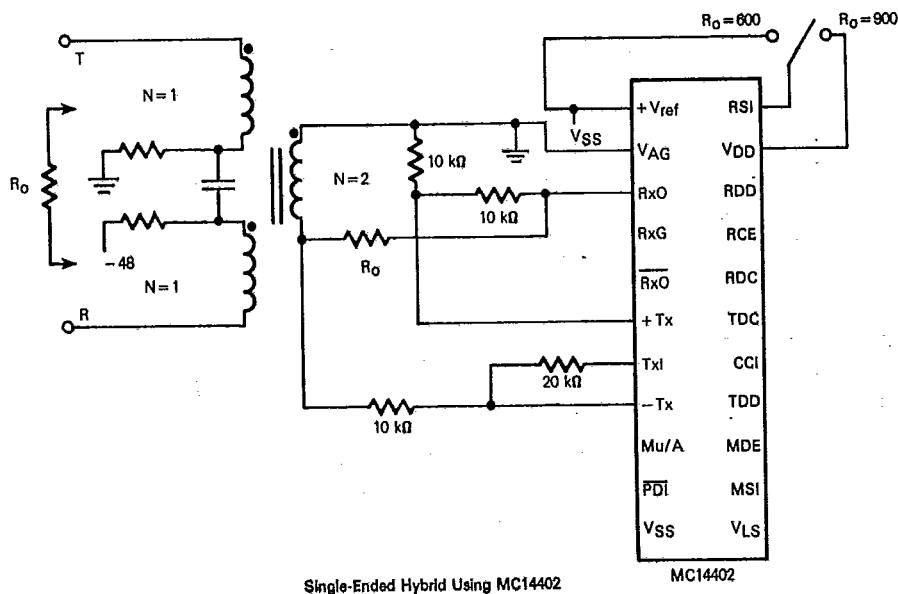 R₀=600
R₀=900
T
N=1
R₀
−48
N=1
R
N=2
10 kΩ
10 kΩ
R₀
20 kΩ
10 kΩ
VSS
+Vref
VAG
RxO
RxG
RxO
+Tx
TxI
−Tx
Mu/A
PDI
VSS
RSI
VDD
RDD
RCE
RDC
TDC
CCI
TDD
MDE
MSI
VLS
MC14402
Single-Ended Hybrid Using MC14402